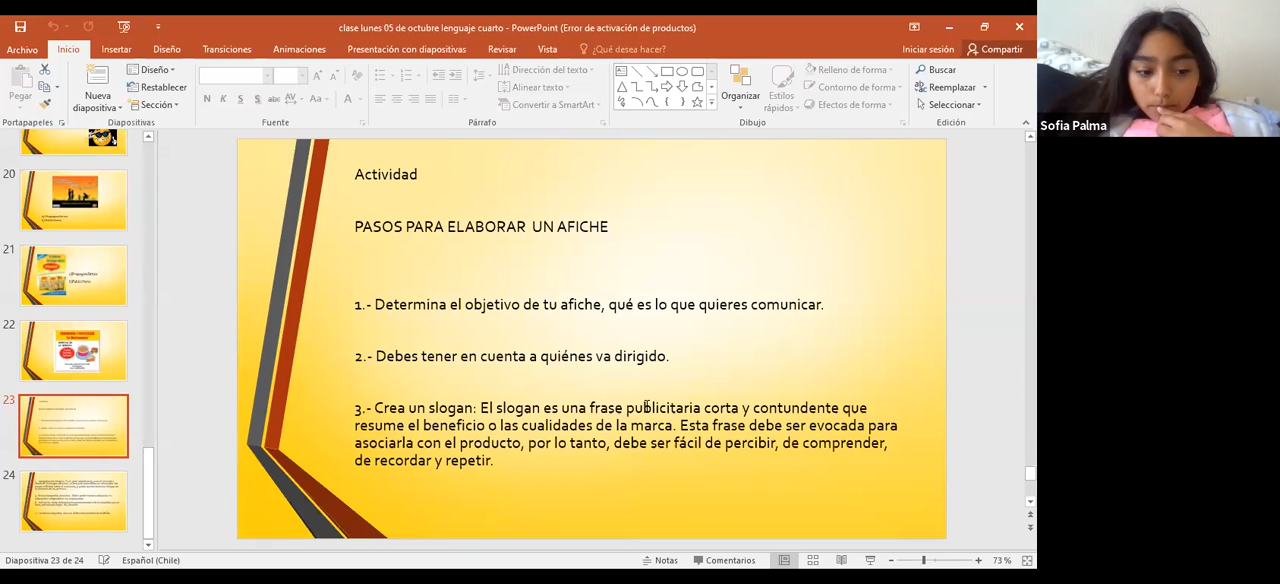 clase lunes 05 de octubre lenguaje cuarto - PowerPoint (Error de activación de productos)
Archivo Inicio Insertar Diseño Transiciones Animaciones Presentación con diapositivas Revisar Vista ¿Qué desea hacer? Iniciar sesión Compartir
Pegar
Nueva diapositiva
Diseño
Restablecer
Sección
N K S S abc AV Aa A
Dirección del texto
Alinear texto
Convertir a SmartArt
Organizar
Estilos rápidos
Relleno de forma
Contorno de forma
Efectos de forma
Buscar
Reemplazar
Seleccionar
Portapapeles Diapositivas Fuente Párrafo Dibujo Edición
Sofia Palma
20
21
22
23
24
Actividad
PASOS PARA ELABORAR UN AFICHE
1.- Determina el objetivo de tu afiche, qué es lo que quieres comunicar.
2.- Debes tener en cuenta a quiénes va dirigido.
3.- Crea un slogan: El slogan es una frase publicitaria corta y contundente que
resume el beneficio o las cualidades de la marca. Esta frase debe ser evocada para
asociarla con el producto, por lo tanto, debe ser fácil de percibir, de comprender,
de recordar y repetir.
Diapositiva 23 de 24 Español (Chile) Notas Comentarios 73 %